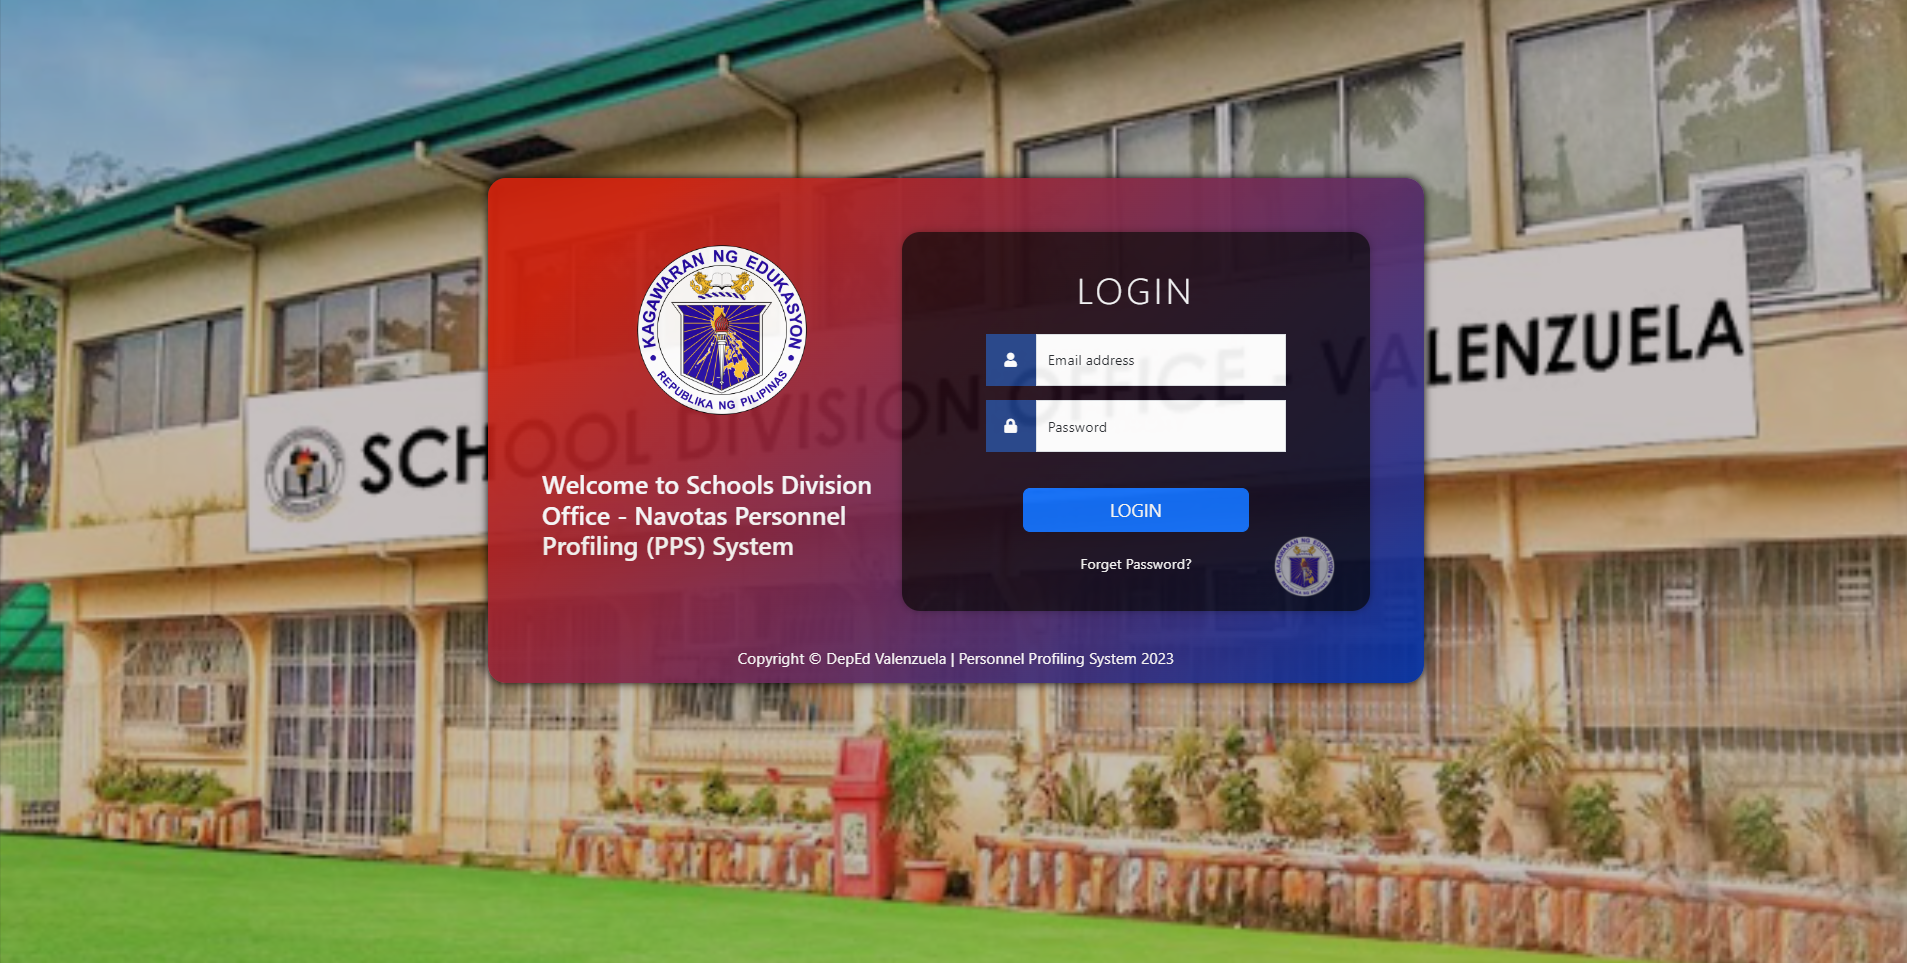 SCHOOL DIVISION OFFICE - VALENZUELA
KAGAWARAN NG EDUKASYON
REPUBLIKA NG PILIPINAS
Welcome to Schools Division
Office - Navotas Personnel
Profiling (PPS) System
LOGIN
Email address
Password
LOGIN
Forget Password?
Copyright © DepEd Valenzuela | Personnel Profiling System 2023